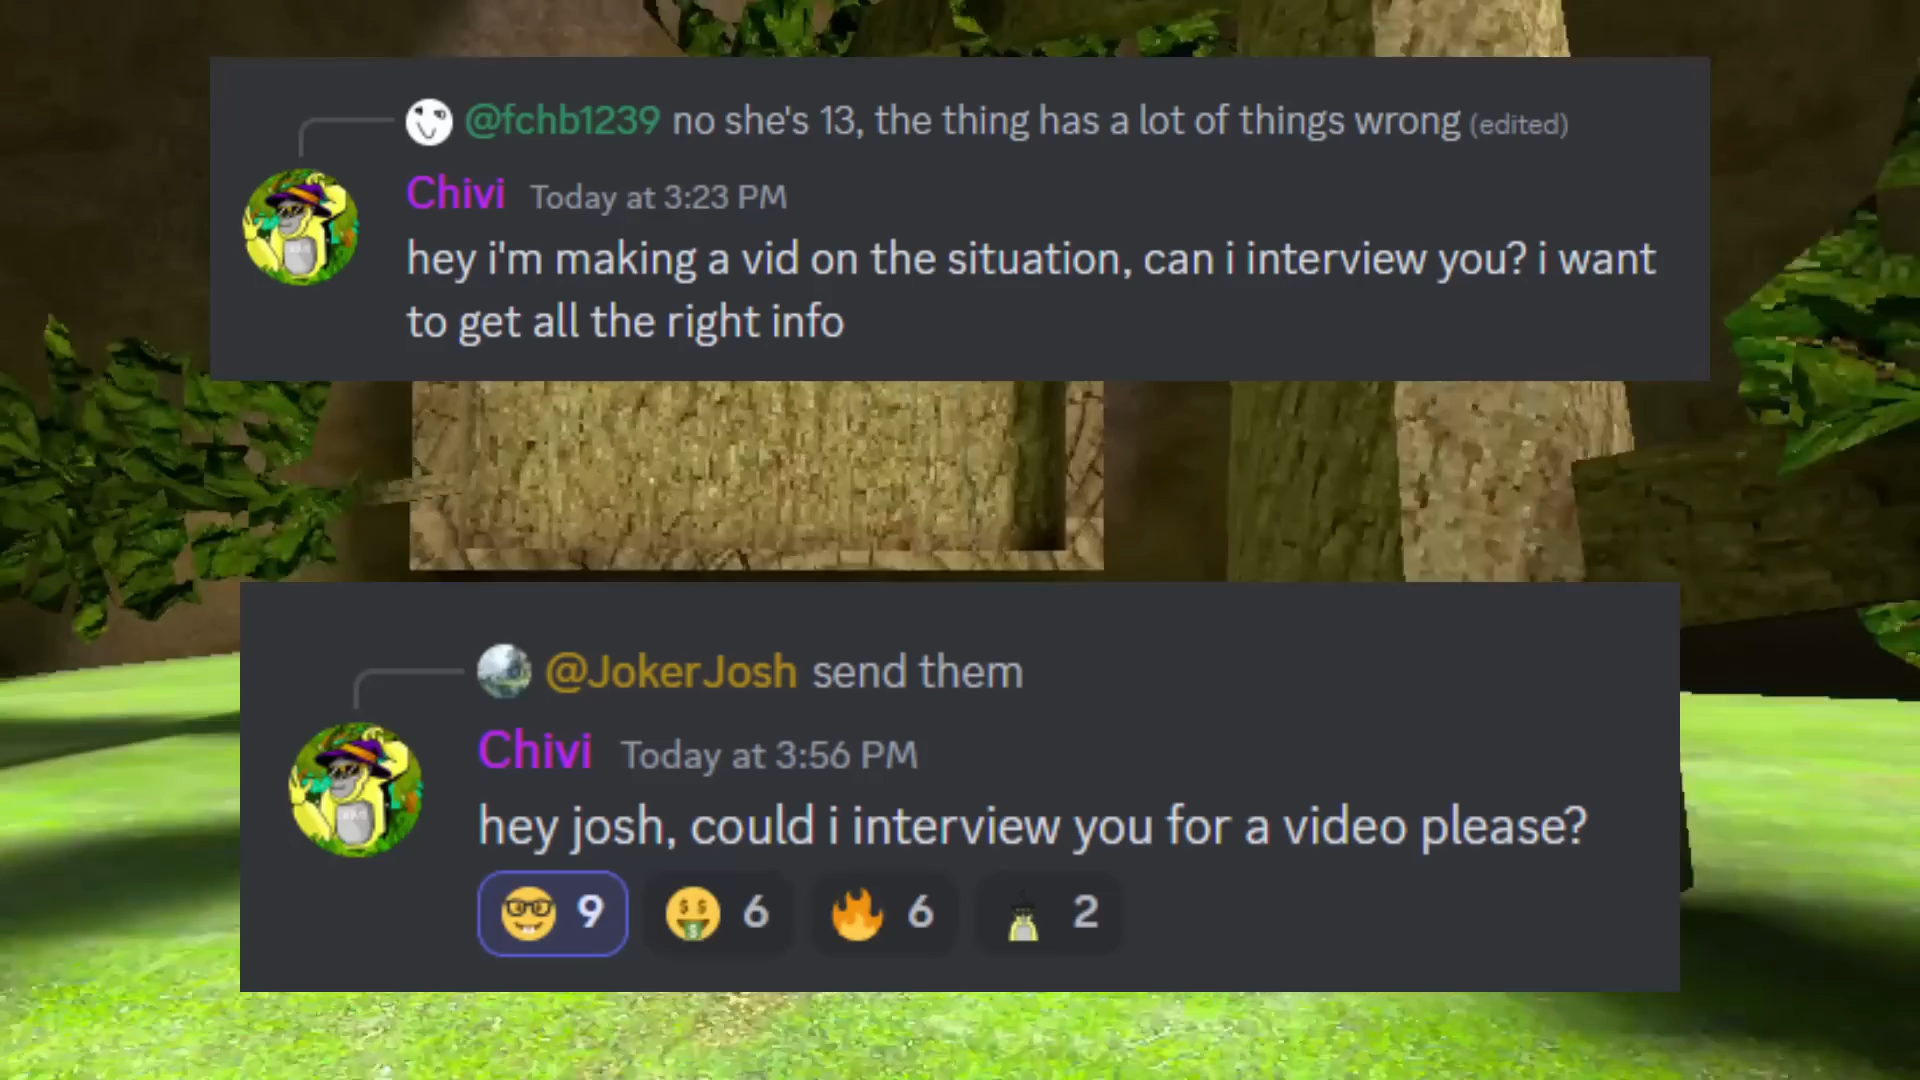 @fchb1239 no she's 13, the thing has a lot of things wrong (edited)
Chivi Today at 3:23 PM
hey i'm making a vid on the situation, can i interview you? i want
to get all the right info
@JokerJosh send them
Chivi Today at 3:56 PM
hey josh, could i interview you for a video please?
9 6 6 2